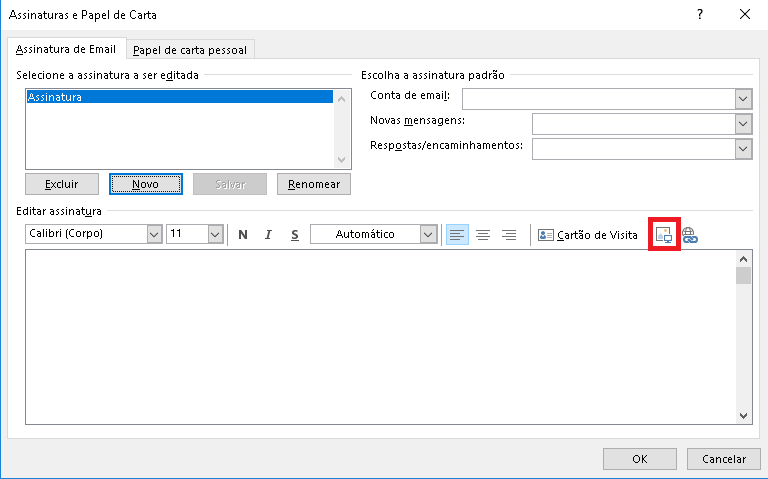 Assinaturas e Papel de Carta ?
Assinatura de Email Papel de carta pessoal
Selecione a assinatura a ser editada Escolha a assinatura padrão
Assinatura
Conta de email:
Novas mensagens:
Respostas/encaminhamentos:
Excluir Novo Salvar Renomear
Editar assinatura
Calibri (Corpo) 11 N I S Automático Cartão de Visita
OK Cancelar